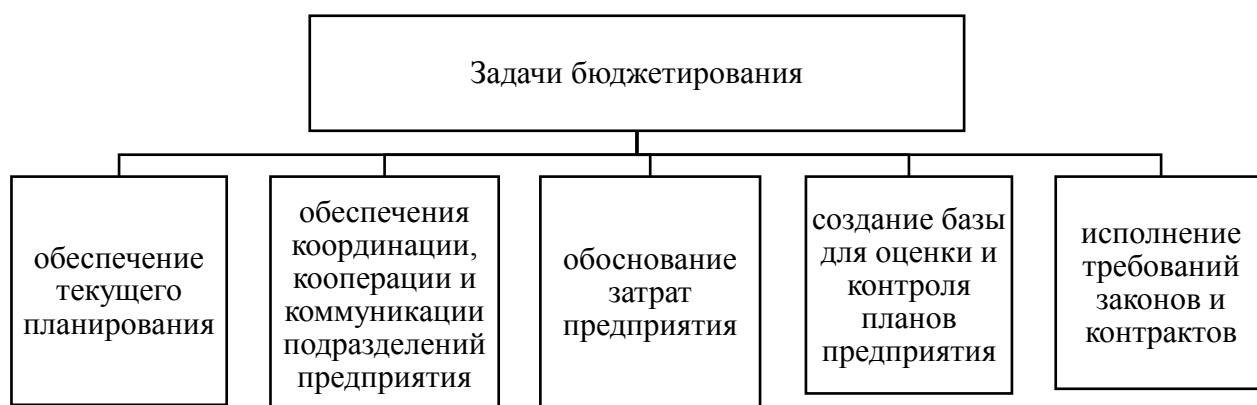 Задачи бюджетирования
обеспечение
текущего
планирования
обеспечения
координации,
кооперации и
коммуникации
подразделений
предприятия
обоснование
затрат
предприятия
создание базы
для оценки и
контроля
планов
предприятия
исполнение
требований
законов и
контрактов